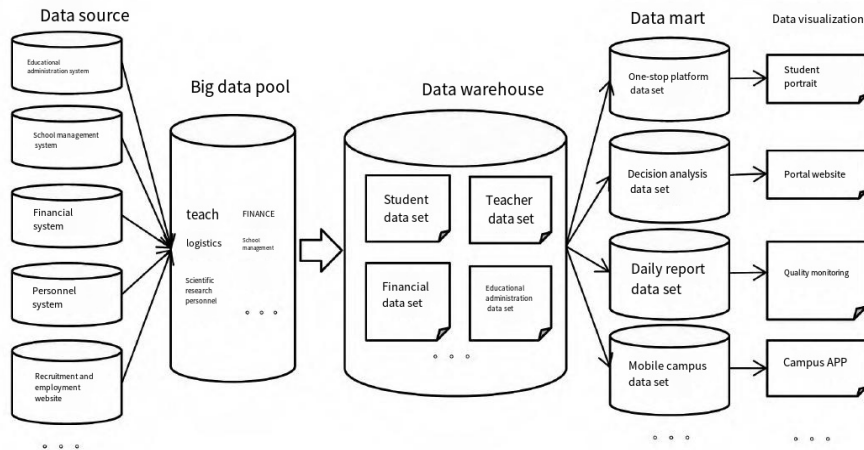 Data source
Educational
administration system
School management
system
Financial
system
Personnel
system
Recruitment and
employment
website
Big data pool
teach
FINANCE
logistics
School
management
Scientific
research
personnel
Data warehouse
Student
data set
Teacher
data set
Financial
data set
Educational
administration
data set
Data mart
One-stop platform
data set
Decision analysis
data set
Daily report
data set
Mobile campus
data set
Data visualization
Student
portrait
Portal website
Quality monitoring
Campus APP